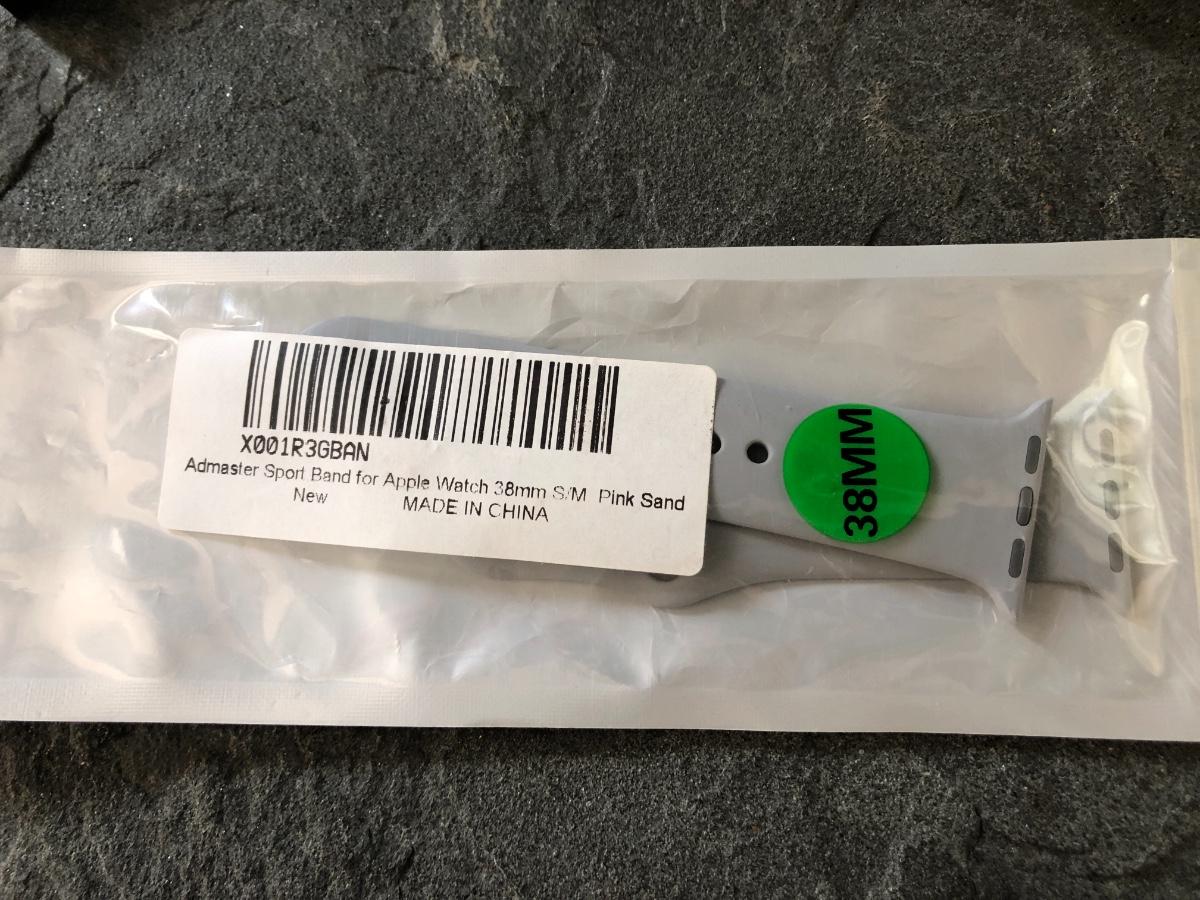 X001R3GBAN
Admaster Sport Band for Apple Watch 38mm S/M Pink Sand
New MADE IN CHINA
38MM